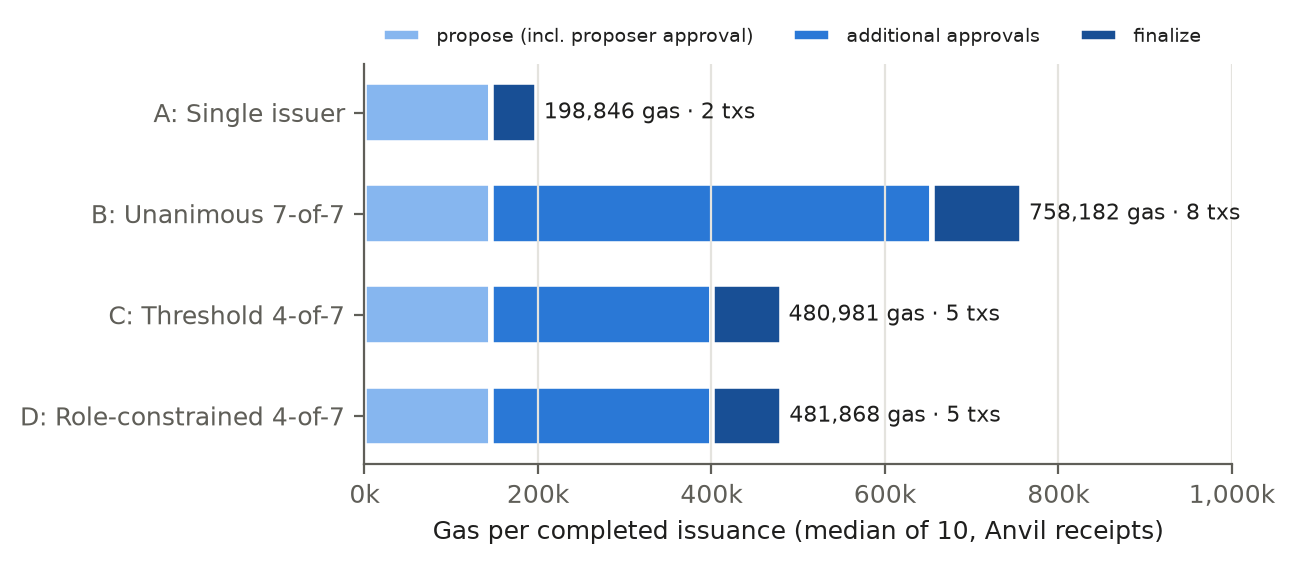 propose (incl. proposer approval) additional approvals finalize
A: Single issuer 198,846 gas · 2 txs
B: Unanimous 7-of-7 758,182 gas · 8 txs
C: Threshold 4-of-7 480,981 gas · 5 txs
D: Role-constrained 4-of-7 481,868 gas · 5 txs
0k 200k 400k 600k 800k 1,000k
Gas per completed issuance (median of 10, Anvil receipts)